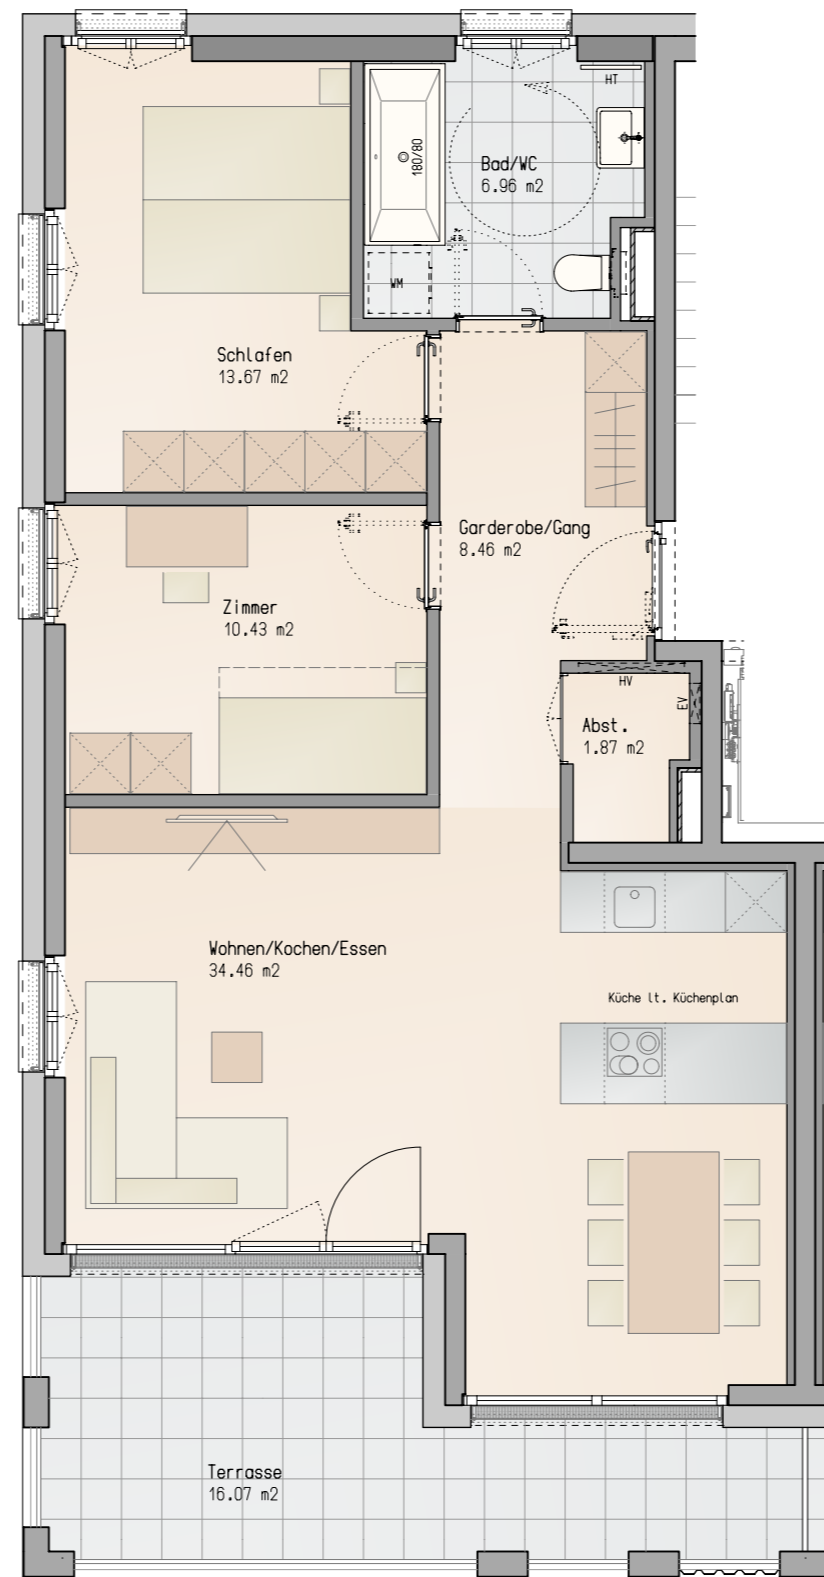 HT
180/80
Bad/WC
6.96 m2
WM
Schlafen
13.67 m2
Garderobe/Gang
8.46 m2
Zimmer
10.43 m2
HV
EV
Abst.
1.87 m2
Wohnen/Kochen/Essen
34.46 m2
Küche lt. Küchenplan
Terrasse
16.07 m2